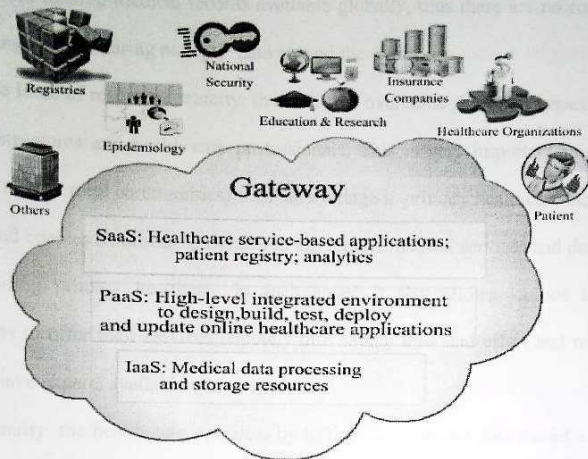 Registries
National
Security
Epidemiology
Education & Research
Insurance
Companies
Healthcare Organizations
Others
Patient
Gateway
SaaS: Healthcare service-based applications;
patient registry; analytics
PaaS: High-level integrated environment
to design,build, test, deploy
and update online healthcare applications
IaaS: Medical data processing
and storage resources